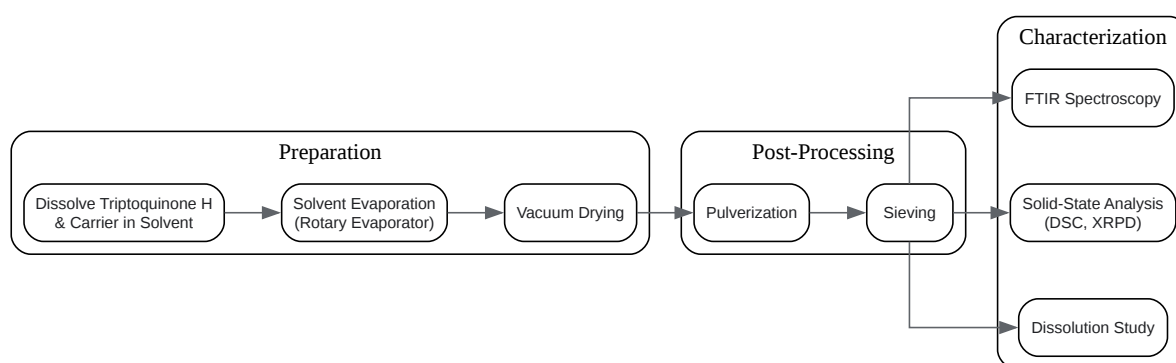 Preparation
Dissolve Triptoquinone H
& Carrier in Solvent
Solvent Evaporation
(Rotary Evaporator)
Vacuum Drying
Post-Processing
Pulverization
Sieving
Characterization
FTIR Spectroscopy
Solid-State Analysis
(DSC, XRPD)
Dissolution Study